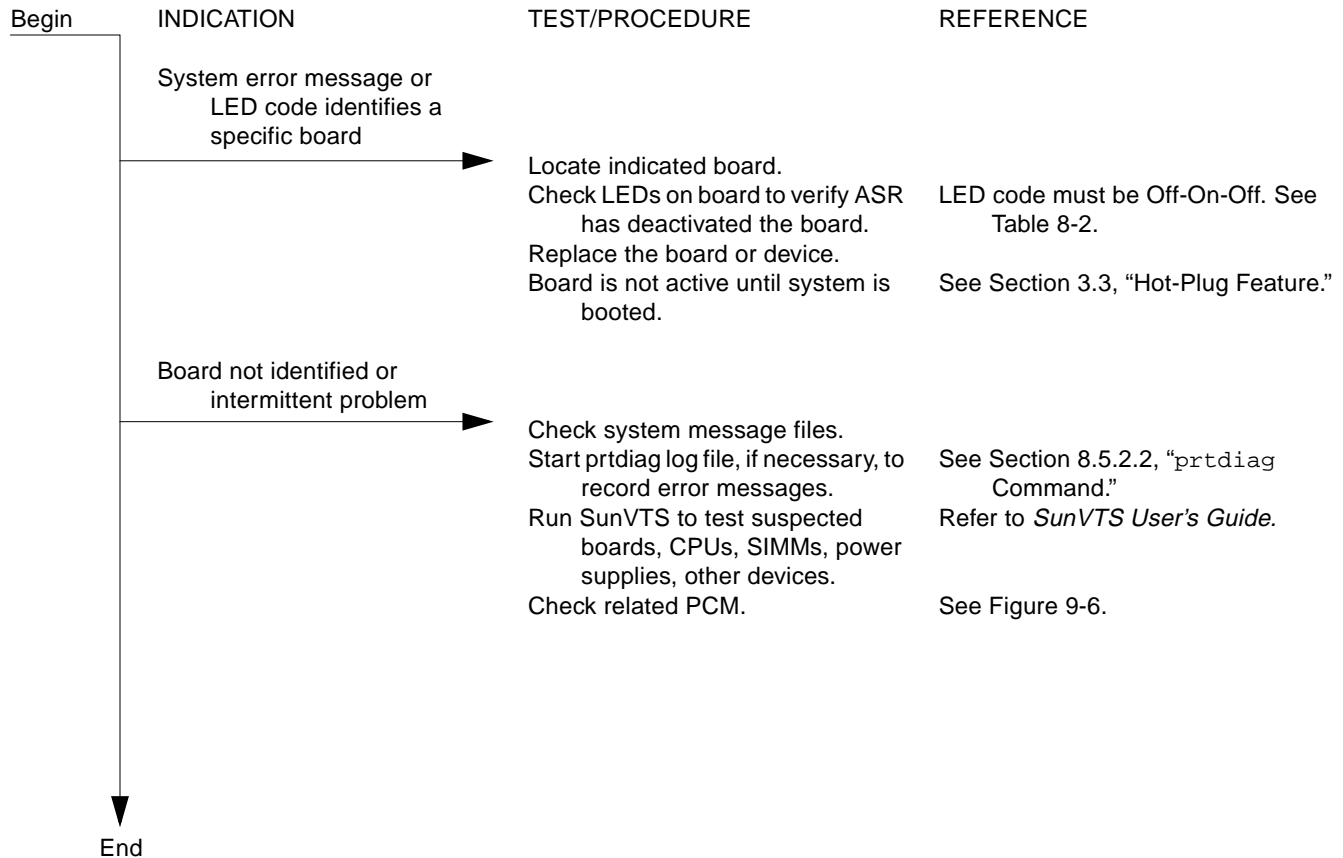 Begin INDICATION TEST/PROCEDURE REFERENCE
System error message or
LED code identifies a
specific board
Locate indicated board.
Check LEDs on board to verify ASR LED code must be Off-On-Off. See
has deactivated the board. Table 8-2.
Replace the board or device.
Board is not active until system is See Section 3.3, “Hot-Plug Feature.”
booted.
Board not identified or
intermittent problem
Check system message files.
Start prtdiag log file, if necessary, to See Section 8.5.2.2, “prtdiag
record error messages. Command.”
Run SunVTS to test suspected Refer to SunVTS User's Guide.
boards, CPUs, SIMMs, power
supplies, other devices.
Check related PCM. See Figure 9-6.
End